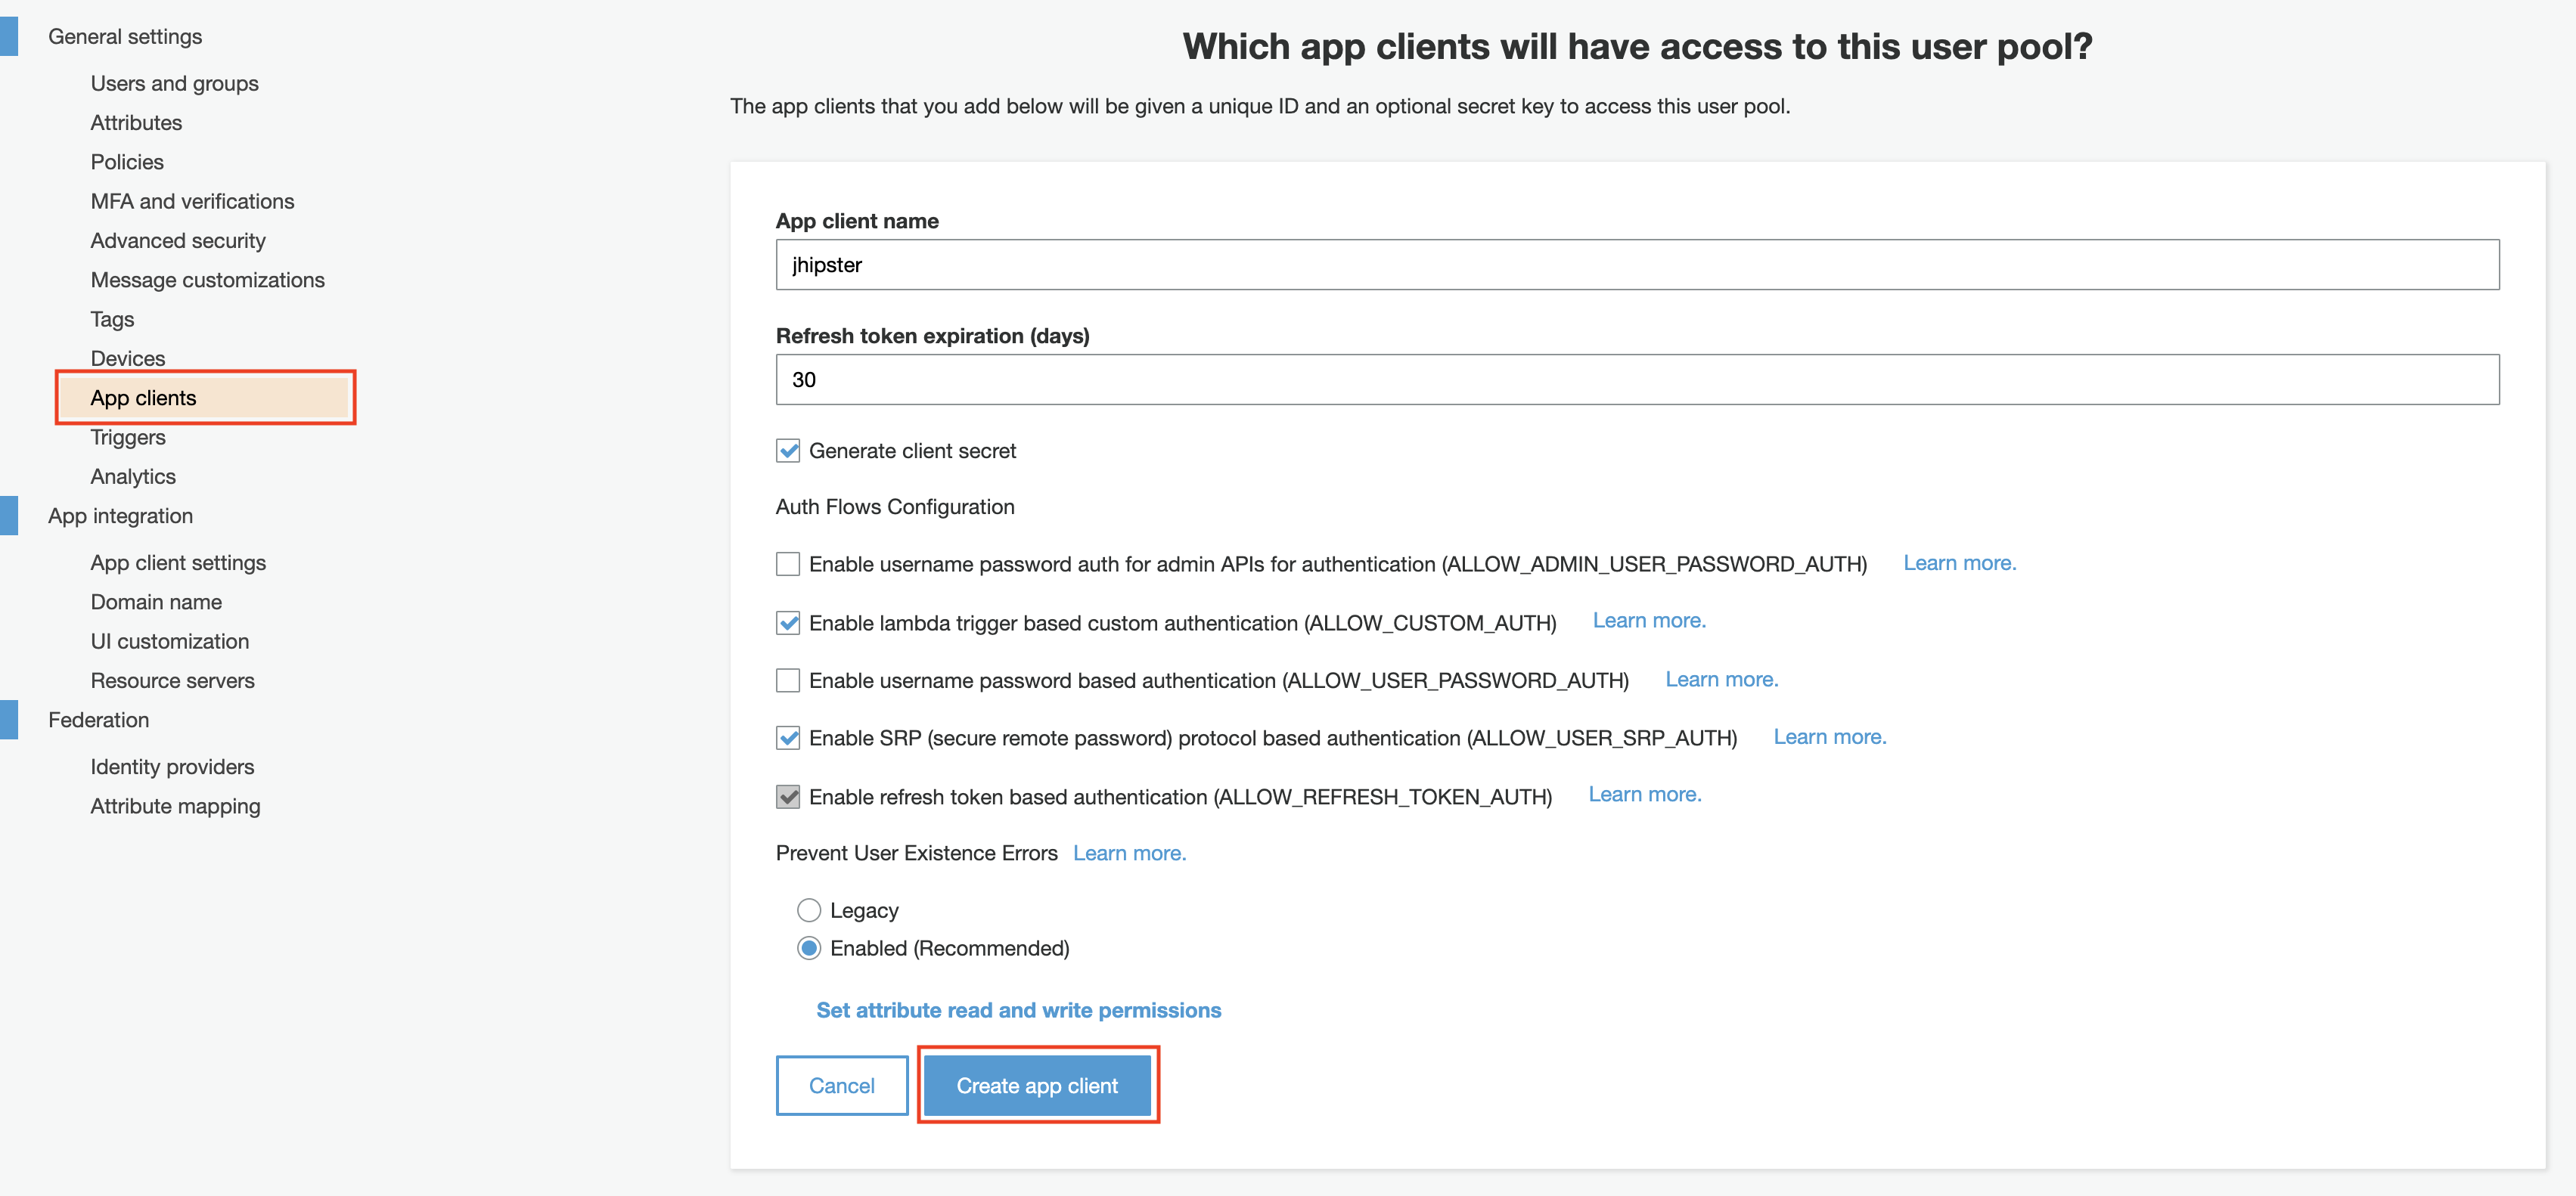 General settings
Users and groups
Attributes
Policies
MFA and verifications
Advanced security
Message customizations
Tags
Devices
App clients
Triggers
Analytics
App integration
App client settings
Domain name
UI customization
Resource servers
Federation
Identity providers
Attribute mapping
Which app clients will have access to this user pool?
The app clients that you add below will be given a unique ID and an optional secret key to access this user pool.
App client name
jhipster
Refresh token expiration (days)
30
Generate client secret
Auth Flows Configuration
Enable username password auth for admin APIs for authentication (ALLOW_ADMIN_USER_PASSWORD_AUTH) Learn more.
Enable lambda trigger based custom authentication (ALLOW_CUSTOM_AUTH) Learn more.
Enable username password based authentication (ALLOW_USER_PASSWORD_AUTH) Learn more.
Enable SRP (secure remote password) protocol based authentication (ALLOW_USER_SRP_AUTH) Learn more.
Enable refresh token based authentication (ALLOW_REFRESH_TOKEN_AUTH) Learn more.
Prevent User Existence Errors Learn more.
Legacy
Enabled (Recommended)
Set attribute read and write permissions
Cancel Create app client